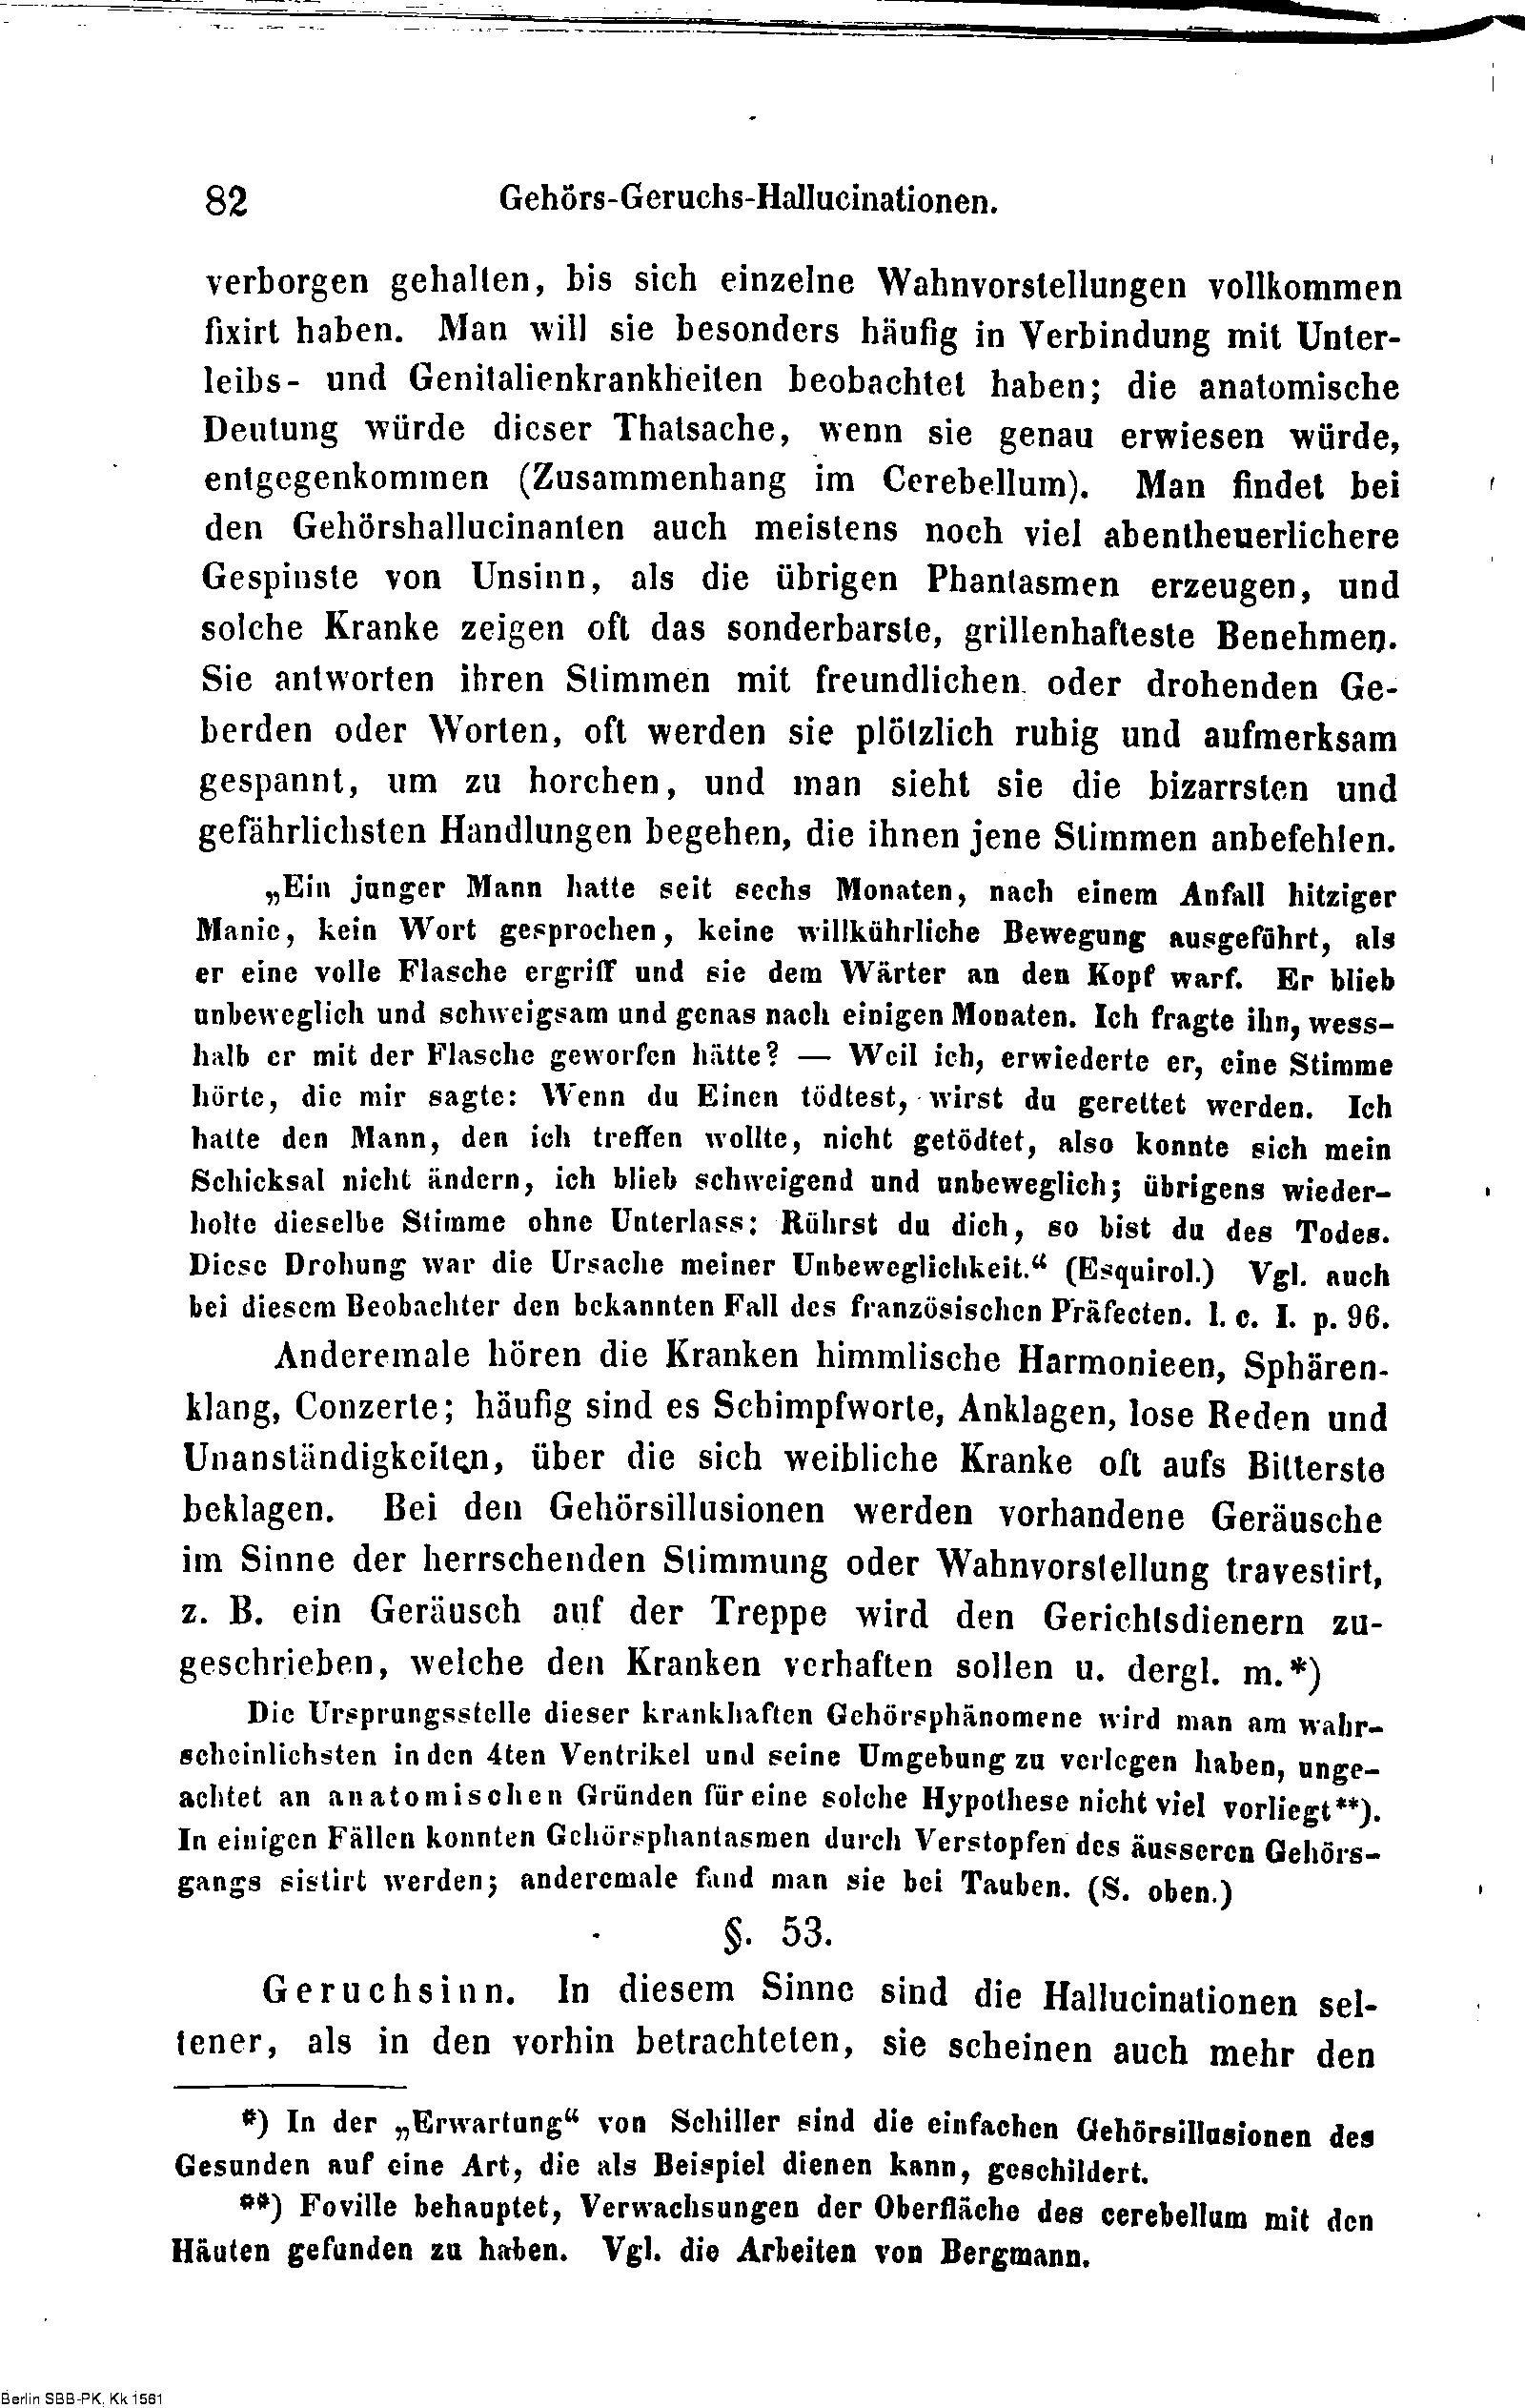 82 Gehörs-Geruchs-Hallucinationen.
verborgen gehalten, bis sich einzelne Wahnvorstellungen vollkommen
fixirt haben. Man will sie besonders häufig in Verbindung mit Unter-
leibs- und Genitalienkrankheiten beobachtet haben; die anatomische
Deutung würde dieser Thatsache, wenn sie genau erwiesen würde,
entgegenkommen (Zusammenhang im Cerebellum). Man findet bei
den Gehörshallucinanten auch meistens noch viel abentheuerlichere
Gespinste von Unsinn, als die übrigen Phantasmen erzeugen, und
solche Kranke zeigen oft das sonderbarste, grillenhafteste Benehmen.
Sie antworten ihren Stimmen mit freundlichen oder drohenden Ge-
berden oder Worten, oft werden sie plötzlich ruhig und aufmerksam
gespannt, um zu horchen, und man sieht sie die bizarrsten und
gefährlichsten Handlungen begehen, die ihnen jene Stimmen anbefehlen.
„Ein junger Mann hatte seit sechs Monaten, nach einem Anfall hitziger
Manie, kein Wort gesprochen, keine willkührliche Bewegung ausgeführt, als
er eine volle Flasche ergriff und sie dem Wärter an den Kopf warf. Er blieb
unbeweglich und schweigsam und genas nach einigen Monaten. Ich fragte ihn, wess-
halb er mit der Flasche geworfen hätte? — Weil ich, erwiederte er, eine Stimme
hörte, die mir sagte: Wenn du Einen tödtest, wirst du gerettet werden. Ich
hatte den Mann, den ich treffen wollte, nicht getödtet, also konnte sich mein
Schicksal nicht ändern, ich blieb schweigend und unbeweglich; übrigens wieder-
holte dieselbe Stimme ohne Unterlass: Rührst du dich, so bist du des Todes.
Diese Drohung war die Ursache meiner Unbeweglichkeit.“ (Esquirol.) Vgl. auch
bei diesem Beobachter den bekannten Fall des französischen Präfecten. l. c. I. p. 96.
Anderemale hören die Kranken himmlische Harmonieen, Sphären-
klang, Conzerte; häufig sind es Schimpfworte, Anklagen, lose Reden und
Unanständigkeiten, über die sich weibliche Kranke oft aufs Bitterste
beklagen. Bei den Gehörsillusionen werden vorhandene Geräusche
im Sinne der herrschenden Stimmung oder Wahnvorstellung travestirt,
z. B. ein Geräusch auf der Treppe wird den Gerichtsdienern zu-
geschrieben, welche den Kranken verhaften sollen u. dergl. m.*)
Die Ursprungsstelle dieser krankhaften Gehörsphänomene wird man am wahr-
scheinlichsten in den 4ten Ventrikel und seine Umgebung zu verlegen haben, unge-
achtet an anatomischen Gründen für eine solche Hypothese nicht viel vorliegt**).
In einigen Fällen konnten Gehörsphantasmen durch Verstopfen des äusseren Gehörs-
gangs sistirt werden; anderemale fand man sie bei Tauben. (S. oben.)
§. 53.
Geruchsinn. In diesem Sinne sind die Hallucinationen sel-
tener, als in den vorhin betrachteten, sie scheinen auch mehr den
*) In der „Erwartung“ von Schiller sind die einfachen Gehörsillusionen des
Gesunden auf eine Art, die als Beispiel dienen kann, geschildert.
**) Foville behauptet, Verwachsungen der Oberfläche des cerebellum mit den
Häuten gefunden zu haben. Vgl. die Arbeiten von Bergmann.
Berlin SBB-PK, Kk 1561